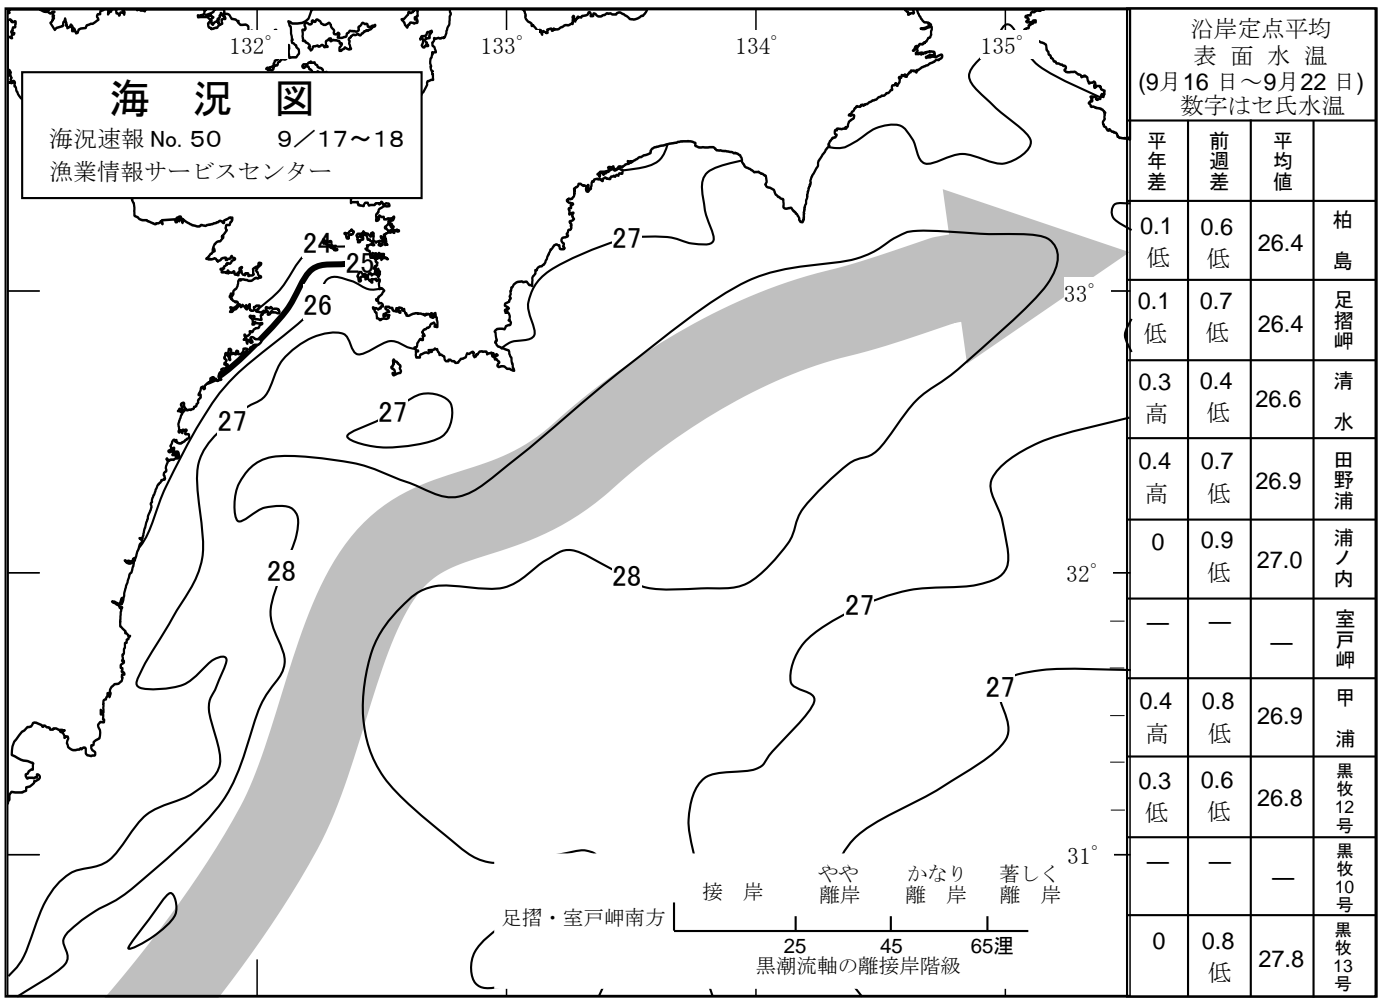 132°
133°
134°
135°
海 況 図
海況速報 No. 50 9／17～18
漁業情報サービスセンター
24
25
26
27
27
27
28
28
27
27
33°
32°
31°
接 岸
やや
離岸
かなり
離 岸
著しく
離 岸
足摺・室戸岬南方
25
45
65浬
黒潮流軸の離接岸階級
沿岸定点平均
表 面 水 温
(9月16 日～9月22 日)
数字はセ氏水温
平年差 前週差 平均値
0.1低 0.6低 26.4 柏島
0.1低 0.7低 26.4 足摺岬
0.3高 0.4低 26.6 清水
0.4高 0.7低 26.9 田野浦
0 0.9低 27.0 浦ノ内
― ― ― 室戸岬
0.4高 0.8低 26.9 甲浦
0.3低 0.6低 26.8 黒牧12号
― ― ― 黒牧10号
0 0.8低 27.8 黒牧13号